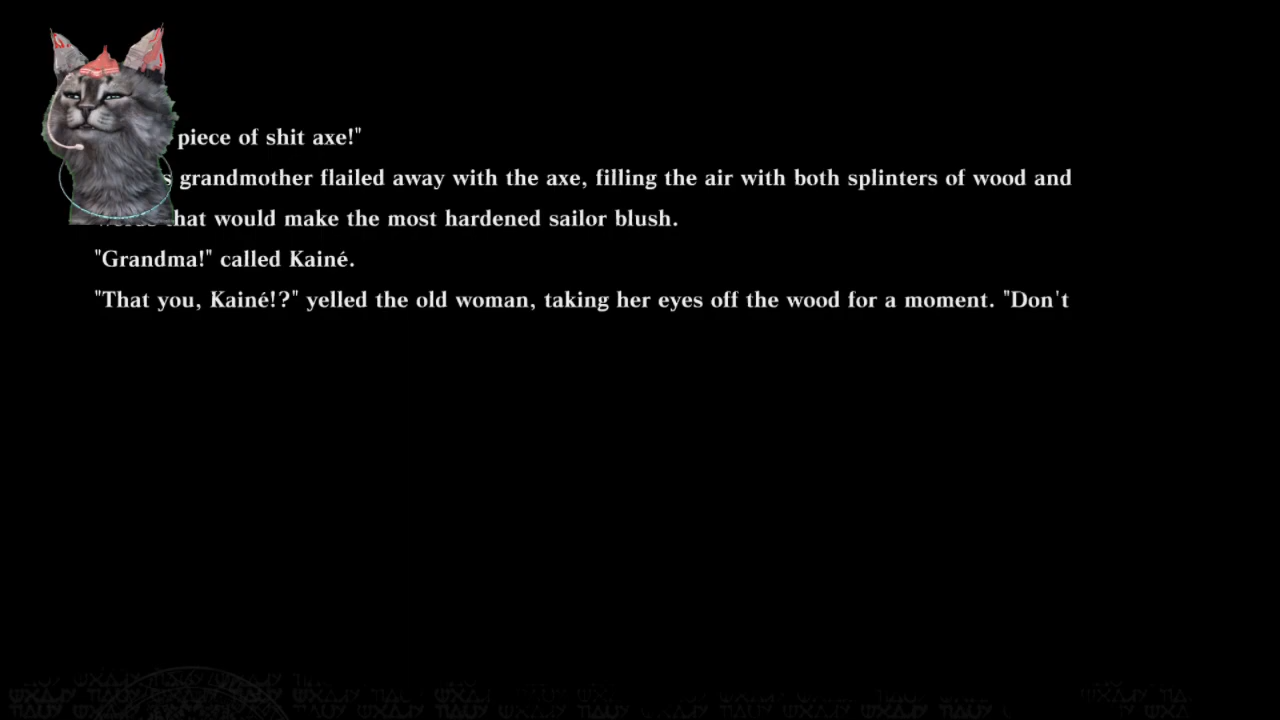 piece of shit axe!"
grandmother flailed away with the axe, filling the air with both splinters of wood and
that would make the most hardened sailor blush.
"Grandma!" called Kainé.
"That you, Kainé!?" yelled the old woman, taking her eyes off the wood for a moment. "Don't